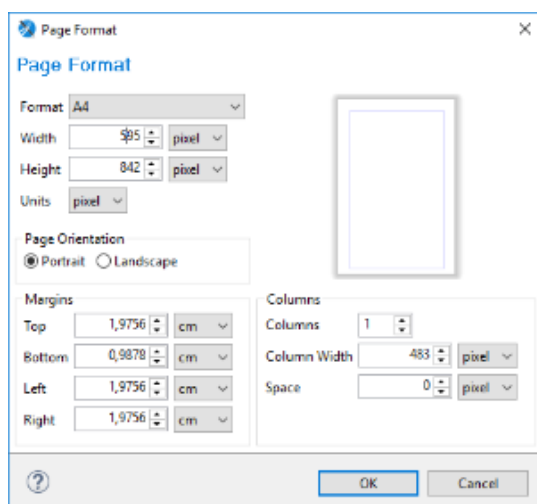 Page Format
Page Format
Format A4
Width 595 pixel
Height 842 pixel
Units pixel
Page Orientation
Portrait Landscape
Margins
Top 1,9756 cm
Bottom 0,9878 cm
Left 1,9756 cm
Right 1,9756 cm
Columns
Columns 1
Column Width 483 pixel
Space 0 pixel
OK Cancel